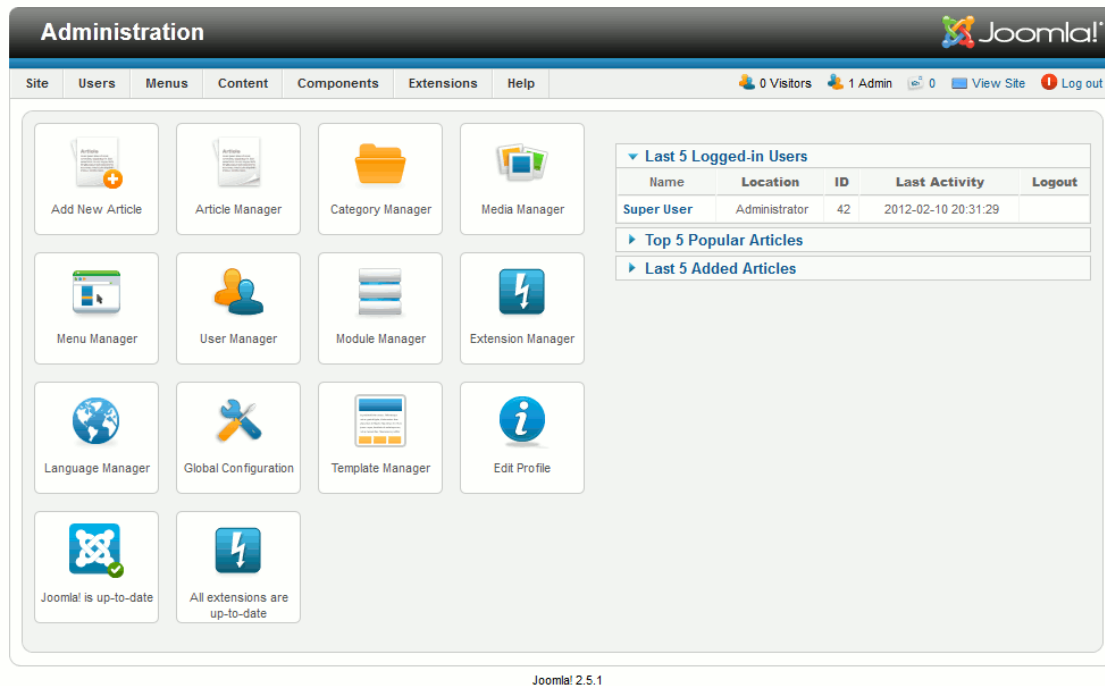 Administration
Joomla!
Site Users Menus Content Components Extensions Help
0 Visitors 1 Admin 0 View Site Log out
Add New Article Article Manager Category Manager Media Manager
Last 5 Logged-in Users
Name Location ID Last Activity Logout
Super User Administrator 42 2012-02-10 20:31:29
Top 5 Popular Articles
Last 5 Added Articles
Menu Manager User Manager Module Manager Extension Manager
Language Manager Global Configuration Template Manager Edit Profile
Joomla! is up-to-date
All extensions are
up-to-date
Joomla! 2.5.1